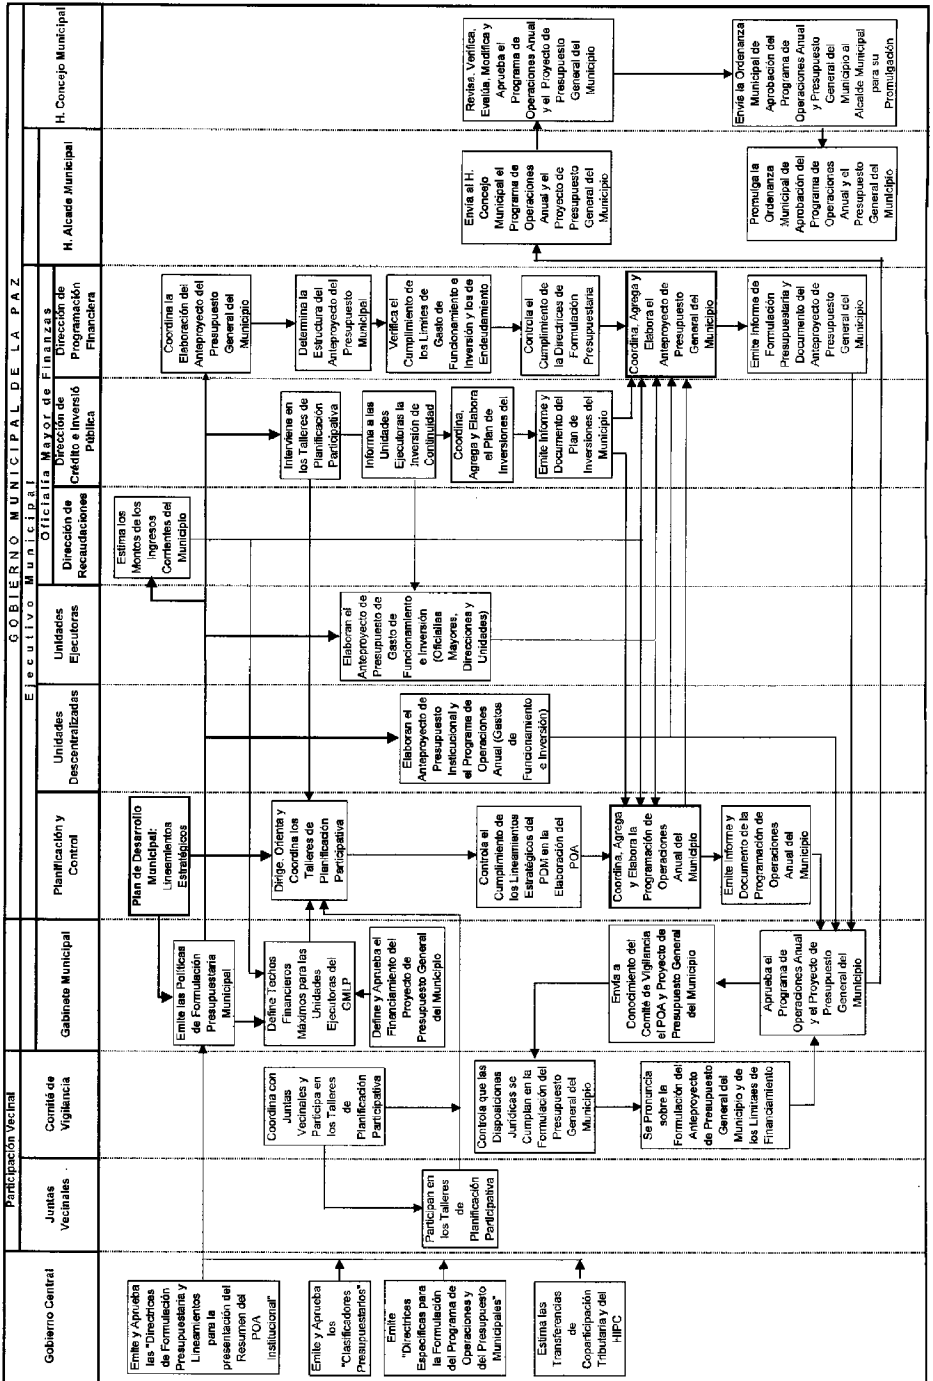 GOBIERNO MUNICIPAL DE LA PAZ
Participación Vecinal
Ejecutivo Municipal
Oficialía Mayor de Finanzas
Gobierno Central
Juntas
Vecinales
Comité de
Vigilancia
Gabinete Municipal
Planificación y
Control
Unidades
Descentralizadas
Unidades
Ejecutoras
Dirección de
Recaudaciones
Dirección de
Crédito e Inversió
Pública
Dirección de
Programación
Financiera
H. Alcade Municipal
H. Concejo Municipal
Emite y Aprueba
las "Directrices
de Formulación
Presupuestaria y
Lineamientos
para la
presentación del
Resumen del
POA
Institucional"
Emite y Aprueba
los
"Clasificadores
Presupuestarios"
Emite
"Directrices
Específicas para
la Formulación
del Programa de
Operaciones y
del Presupuesto
Municipales"
Estima las
Transferencias
de
Coparticipación
Tributaria y del
HIPC
Participan en
los Talleres
de
Planificación
Participativa
Coordina con
Juntas
Vecinales y
Participa en
los Talleres
de
Planificación
Participativa
Controla que las
Disposiciones
Jurídicas se
Cumplan en la
Formulación del
Presupuesto
General del
Municipio
Se Pronuncia
sobre la
Formulación del
Anteproyecto
de Presupuesto
General del
Municipio y de
los Limiaes de
Financiamiento
Emite las Políticas
de Formulación
Presupuestaria
Municipal
Define Techos
Financieros
Máximos para las
Unidades
Ejecutoras del
GMLP
Define y Aprueba el
Financiamiento del
Proyecto de
Presupuesto General
del Municipio
Envía a
Conocimiento del
Comité de Vigilancia
el POA y Proyecto de
Presupuesto General
del Municipio
Aprueba el
Programa de
Operaciones Anual
y el Proyecto de
Presupuesto
General del
Municipio
Plan de Desarrollo
Municipal:
Lineamientos
Estratégicos
Dirige, Orienta y
Coordina los
Talleres de
Planificación
Participativa
Controla el
Cumplimiento de
los Lineamientos
Estratégicos del
PDM en la
Elaboración del
POA
Coordina, Agrega
y Elabora la
Programación de
Operaciones
Anual del
Municipio
Emite Informe y
Documento de la
Programación de
Operaciones
Anual del
Municipio
Elaboran el
Anteproyecto de
Presupuesto
Institucional y
el Programa de
Operaciones
Anual (Gastos
de
Funcionamiento
e Inversión)
Elaboran el
Anteproyecto de
Presupuesto de
Gasto de
Funcionamiento
e Inversión
(Oficialías
Mayores,
Direcciones y
Unidades)
Estima los
Montos de los
Ingresos
Corrientes del
Municipio
Interviene en
los Talleres de
Planificación
Participativa
Informa a las
Unidades
Ejecutoras la
Inversión de
Continuidad
Coordina,
Agrega y Elabora
el Plan de
Inversiones del
Emite Informe y
Documento del
Plan de
Inversiones del
Municipio
Coordina la
Elaboración del
Anteproyecto del
Presupuesto
General del
Municipio
Determina la
Estructura del
Anteproyecto del
Presupuesto
Municipal
Verifica el
Cumplimiento de
los Límites de
Gasto de
Funcionamiento e
Inversión y los de
Endeudamiento
Controla el
Cumplimiento de
la Directrices de
Formulación
Presupuestaria
Coordina, Agrega y
Elabora el
Anteproyecto de
Presupuesto
General del
Municipio
Emite Informe de
Formulación
Presupuestaria y
Documento del
Anteproyecto de
Presupuesto
General del
Municipio
Envía al H.
Concejo
Municipal el
Programa de
Operaciones
Anual y el
Proyecto de
Presupuesto
General del
Municipio
Promulga la
Ordenanza
Municipal de
Aprobación del
Programa de
Operaciones
Anual y el
Presupuesto
General del
Municipio
Revisa, Verifica,
Evalúa, Modifica y
Aprueba el
Programa de
Operaciones Anual
y el Proyecto de
Presupuesto
General del
Municipio
Envía la Ordenanza
Municipal de
Aprobación del
Programa de
Operaciones Anual
y Presupuesto
General del
Municipio al
Alcalde Municipal
para su
Promulgación